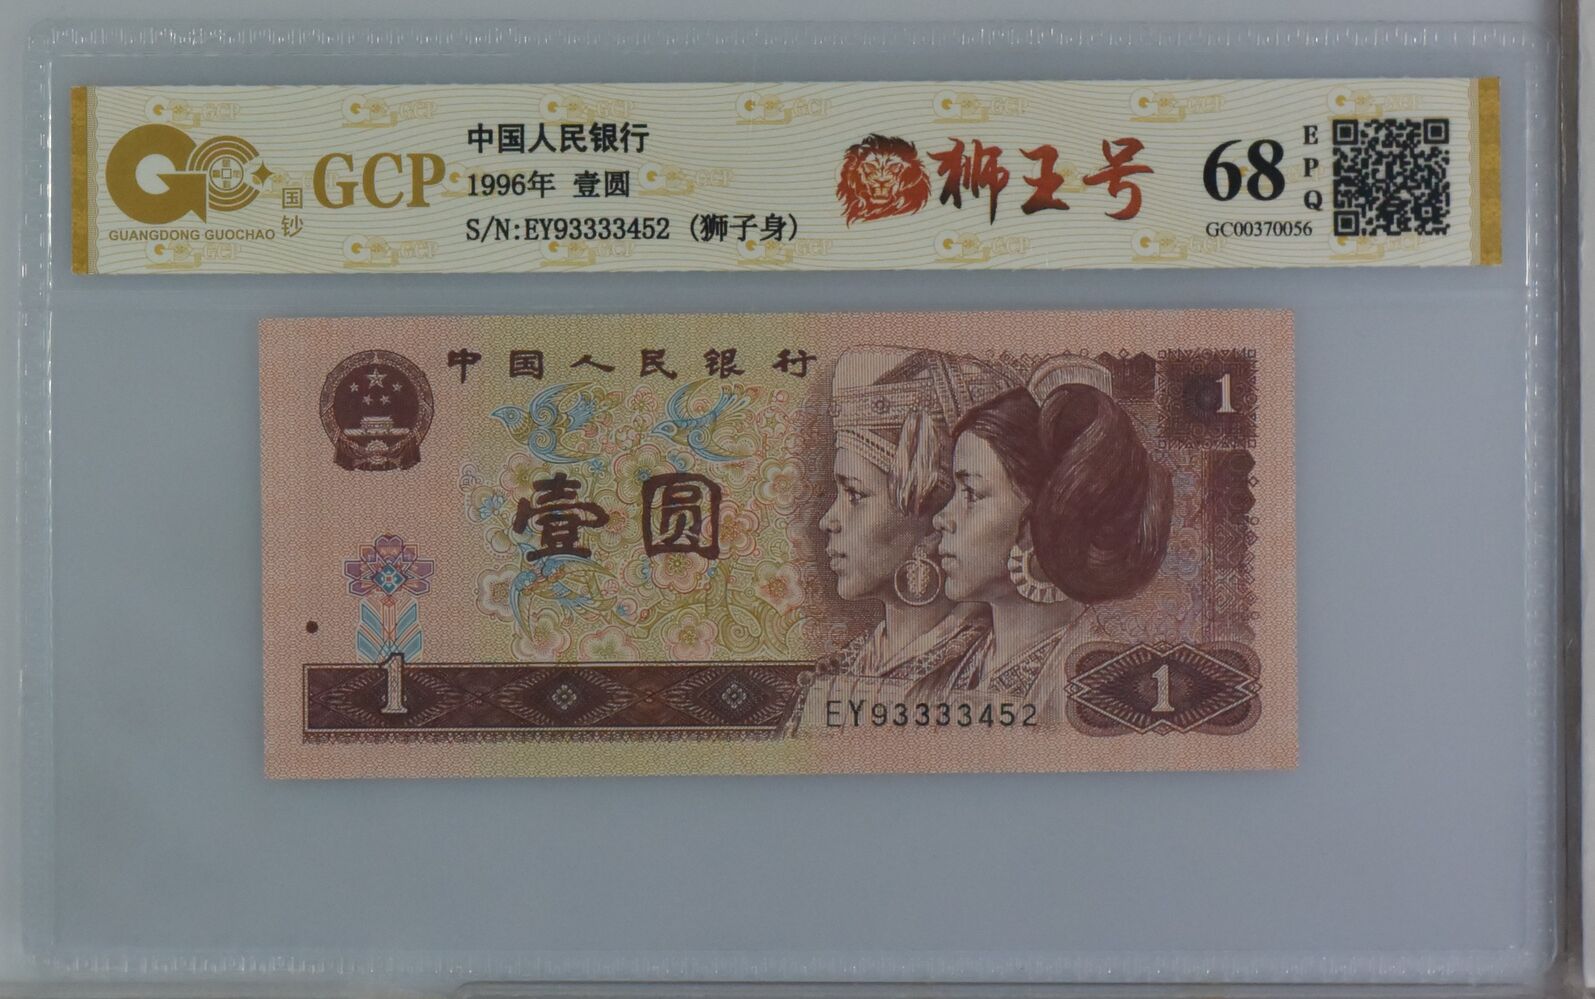 GCP
国钞
GUANGDONG GUOCHAO
中国人民银行
1996年 壹圆
S/N:EY93333452 (狮子身)
狮王号
68
EPQ
GC00370056
中国人民银行
1
壹圆
1
EY93333452
1